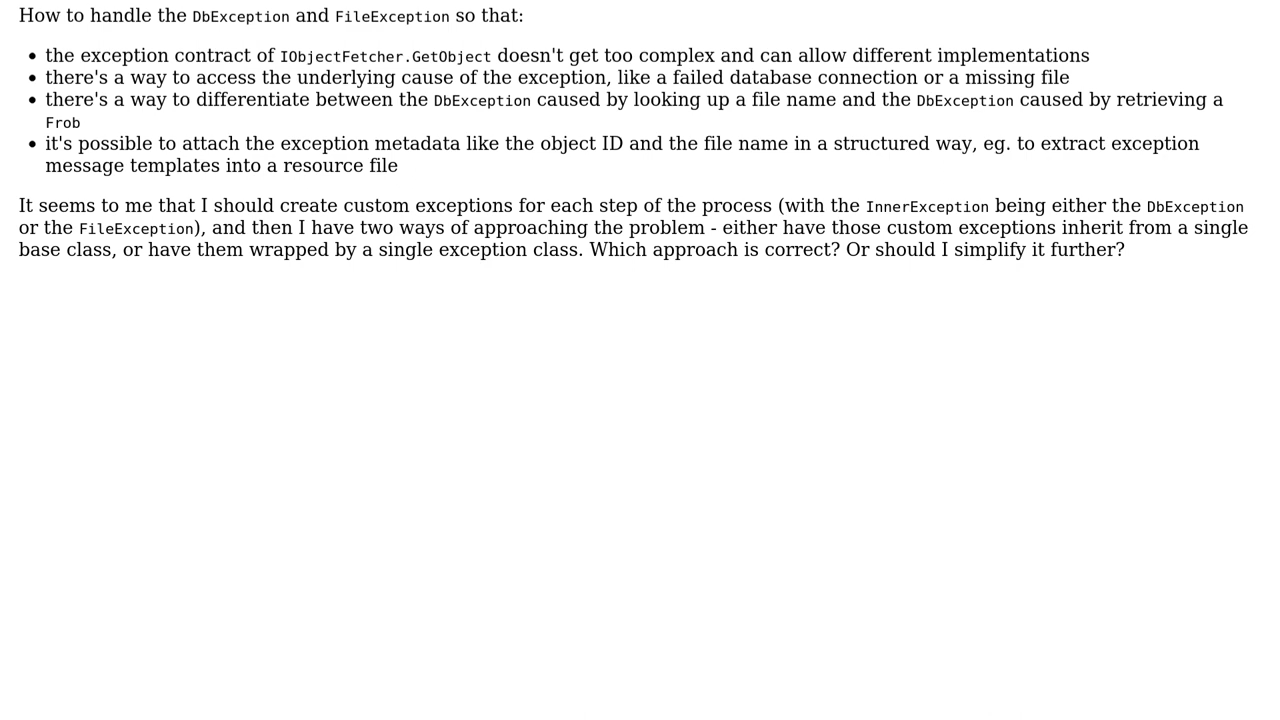 How to handle the DbException and FileException so that:
• the exception contract of IObjectFetcher.GetObject doesn't get too complex and can allow different implementations
• there's a way to access the underlying cause of the exception, like a failed database connection or a missing file
• there's a way to differentiate between the DbException caused by looking up a file name and the DbException caused by retrieving a
Frob
• it's possible to attach the exception metadata like the object ID and the file name in a structured way, eg. to extract exception
message templates into a resource file
It seems to me that I should create custom exceptions for each step of the process (with the InnerException being either the DbException
or the FileException), and then I have two ways of approaching the problem - either have those custom exceptions inherit from a single
base class, or have them wrapped by a single exception class. Which approach is correct? Or should I simplify it further?